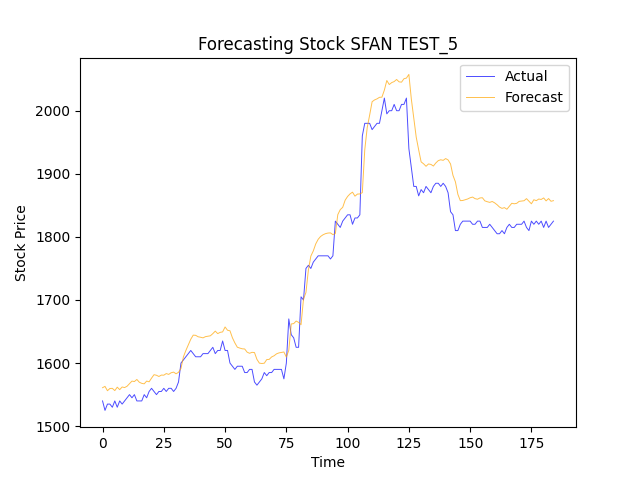 Forecasting Stock SFAN TEST_5
Actual
Forecast
2000
1900
1800
1700
1600
1500
Stock Price
0 25 50 75 100 125 150 175
Time